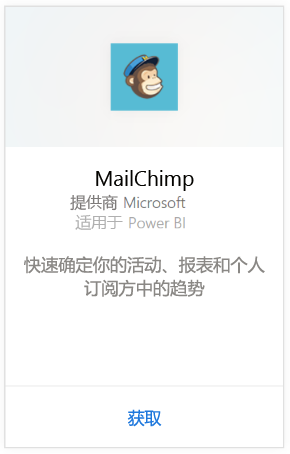 MailChimp
提供商 Microsoft
适用于 Power BI
快速确定你的活动、报表和个人
订阅方中的趋势
获取